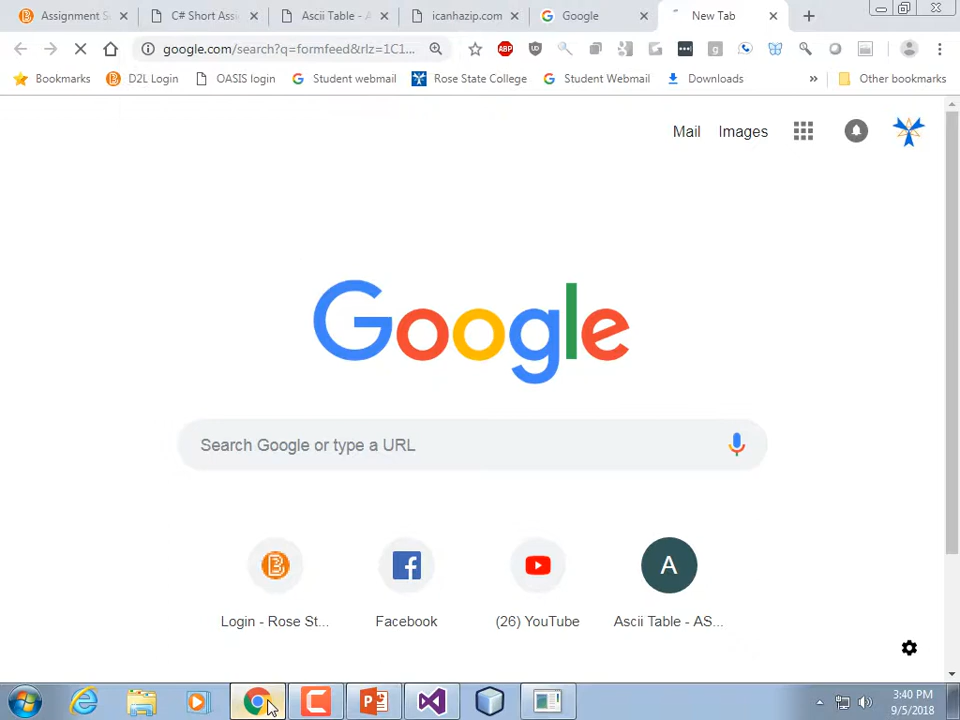 Assignment S
C# Short Assi
Ascii Table - A
icanhazip.com
Google
New Tab
google.com/search?q=formfeed&rlz=1C1...
ABP
g
Bookmarks
D2L Login
OASIS login
Student webmail
Rose State College
Student Webmail
Downloads
»
Other bookmarks
Mail
Images
Google
Search Google or type a URL
A
Login - Rose St...
Facebook
(26) YouTube
Ascii Table - AS...
3:40 PM
9/5/2018